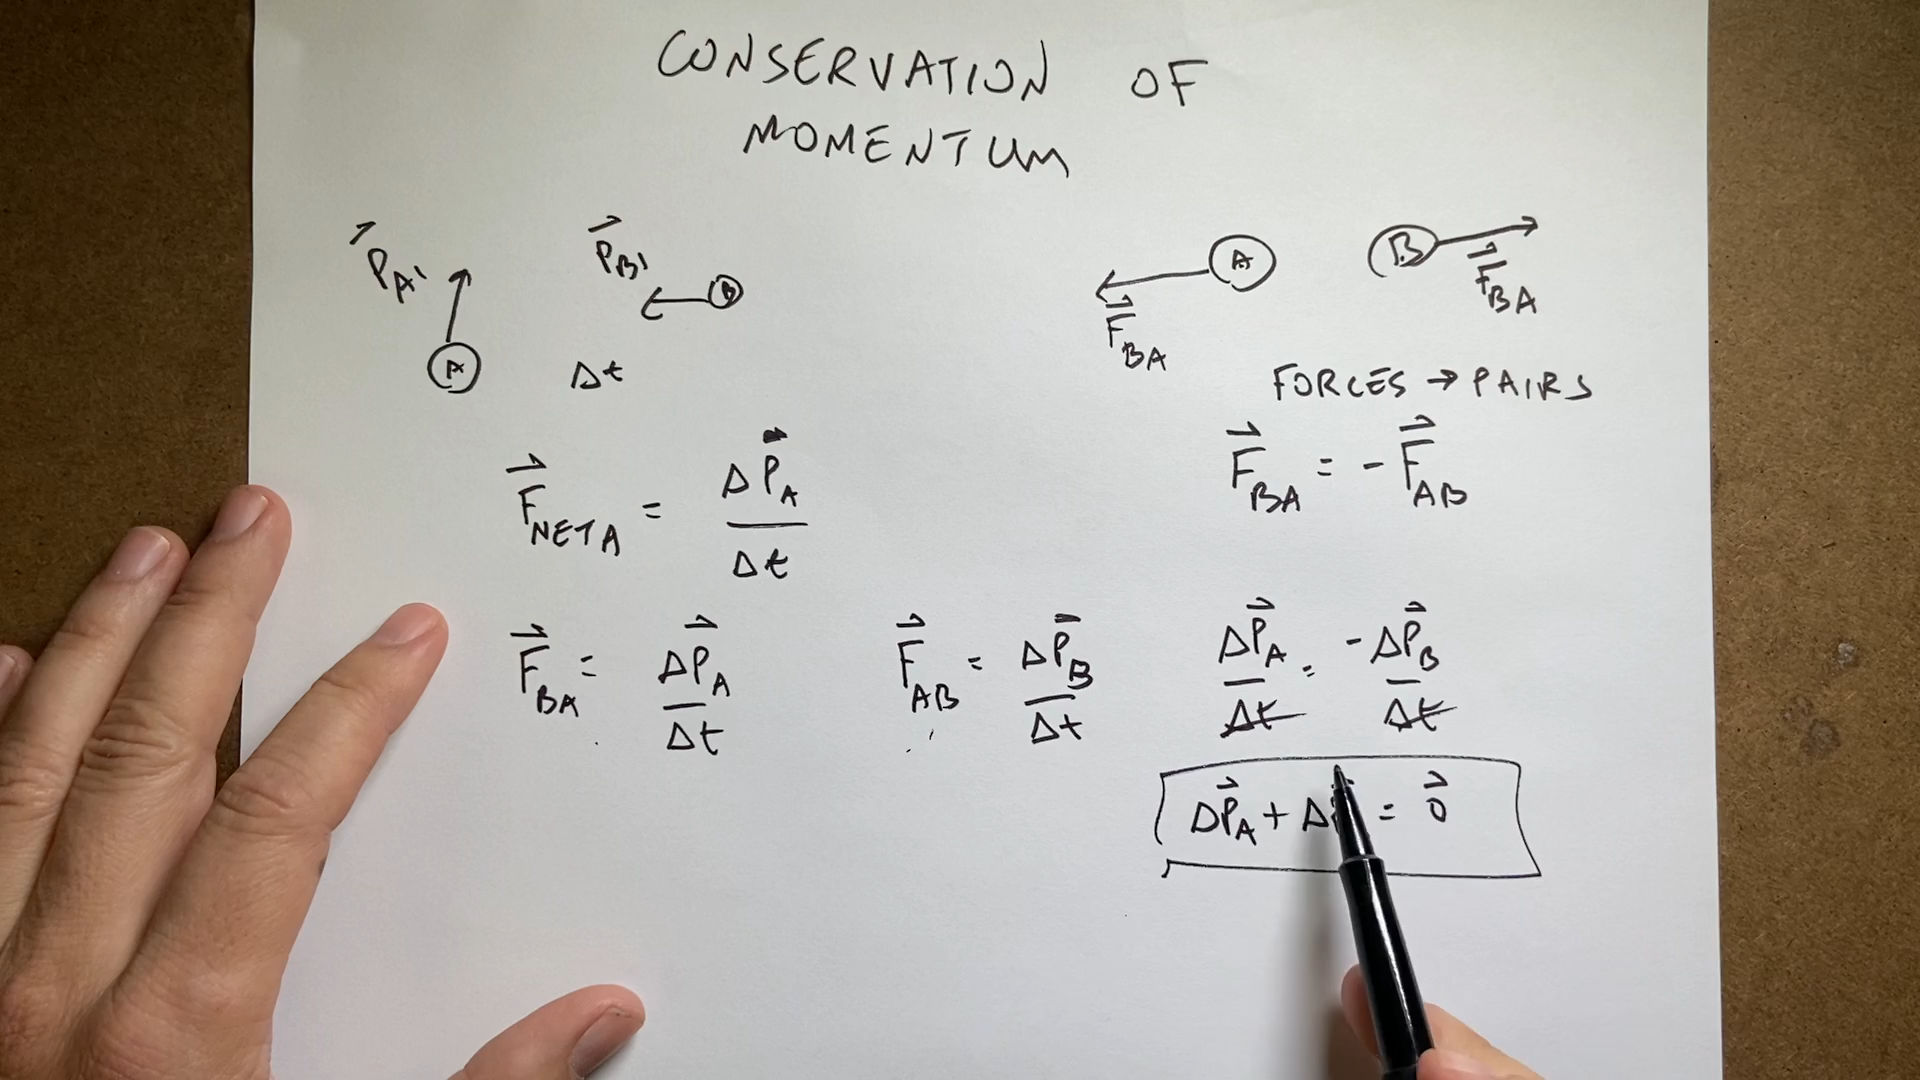 CONSERVATION OF
MOMENTUM
P⃗A1
P⃗B1
A
B
Δt
A
B
F⃗BA
F⃗BA
FORCES → PAIRS
F⃗BA = -F⃗AB
F⃗NETA = ΔP⃗A / Δt
F⃗BA = ΔP⃗A / Δt
F⃗AB = ΔP⃗B / Δt
ΔP⃗A / Δt = -ΔP⃗B / Δt
ΔP⃗A + Δ = 0⃗